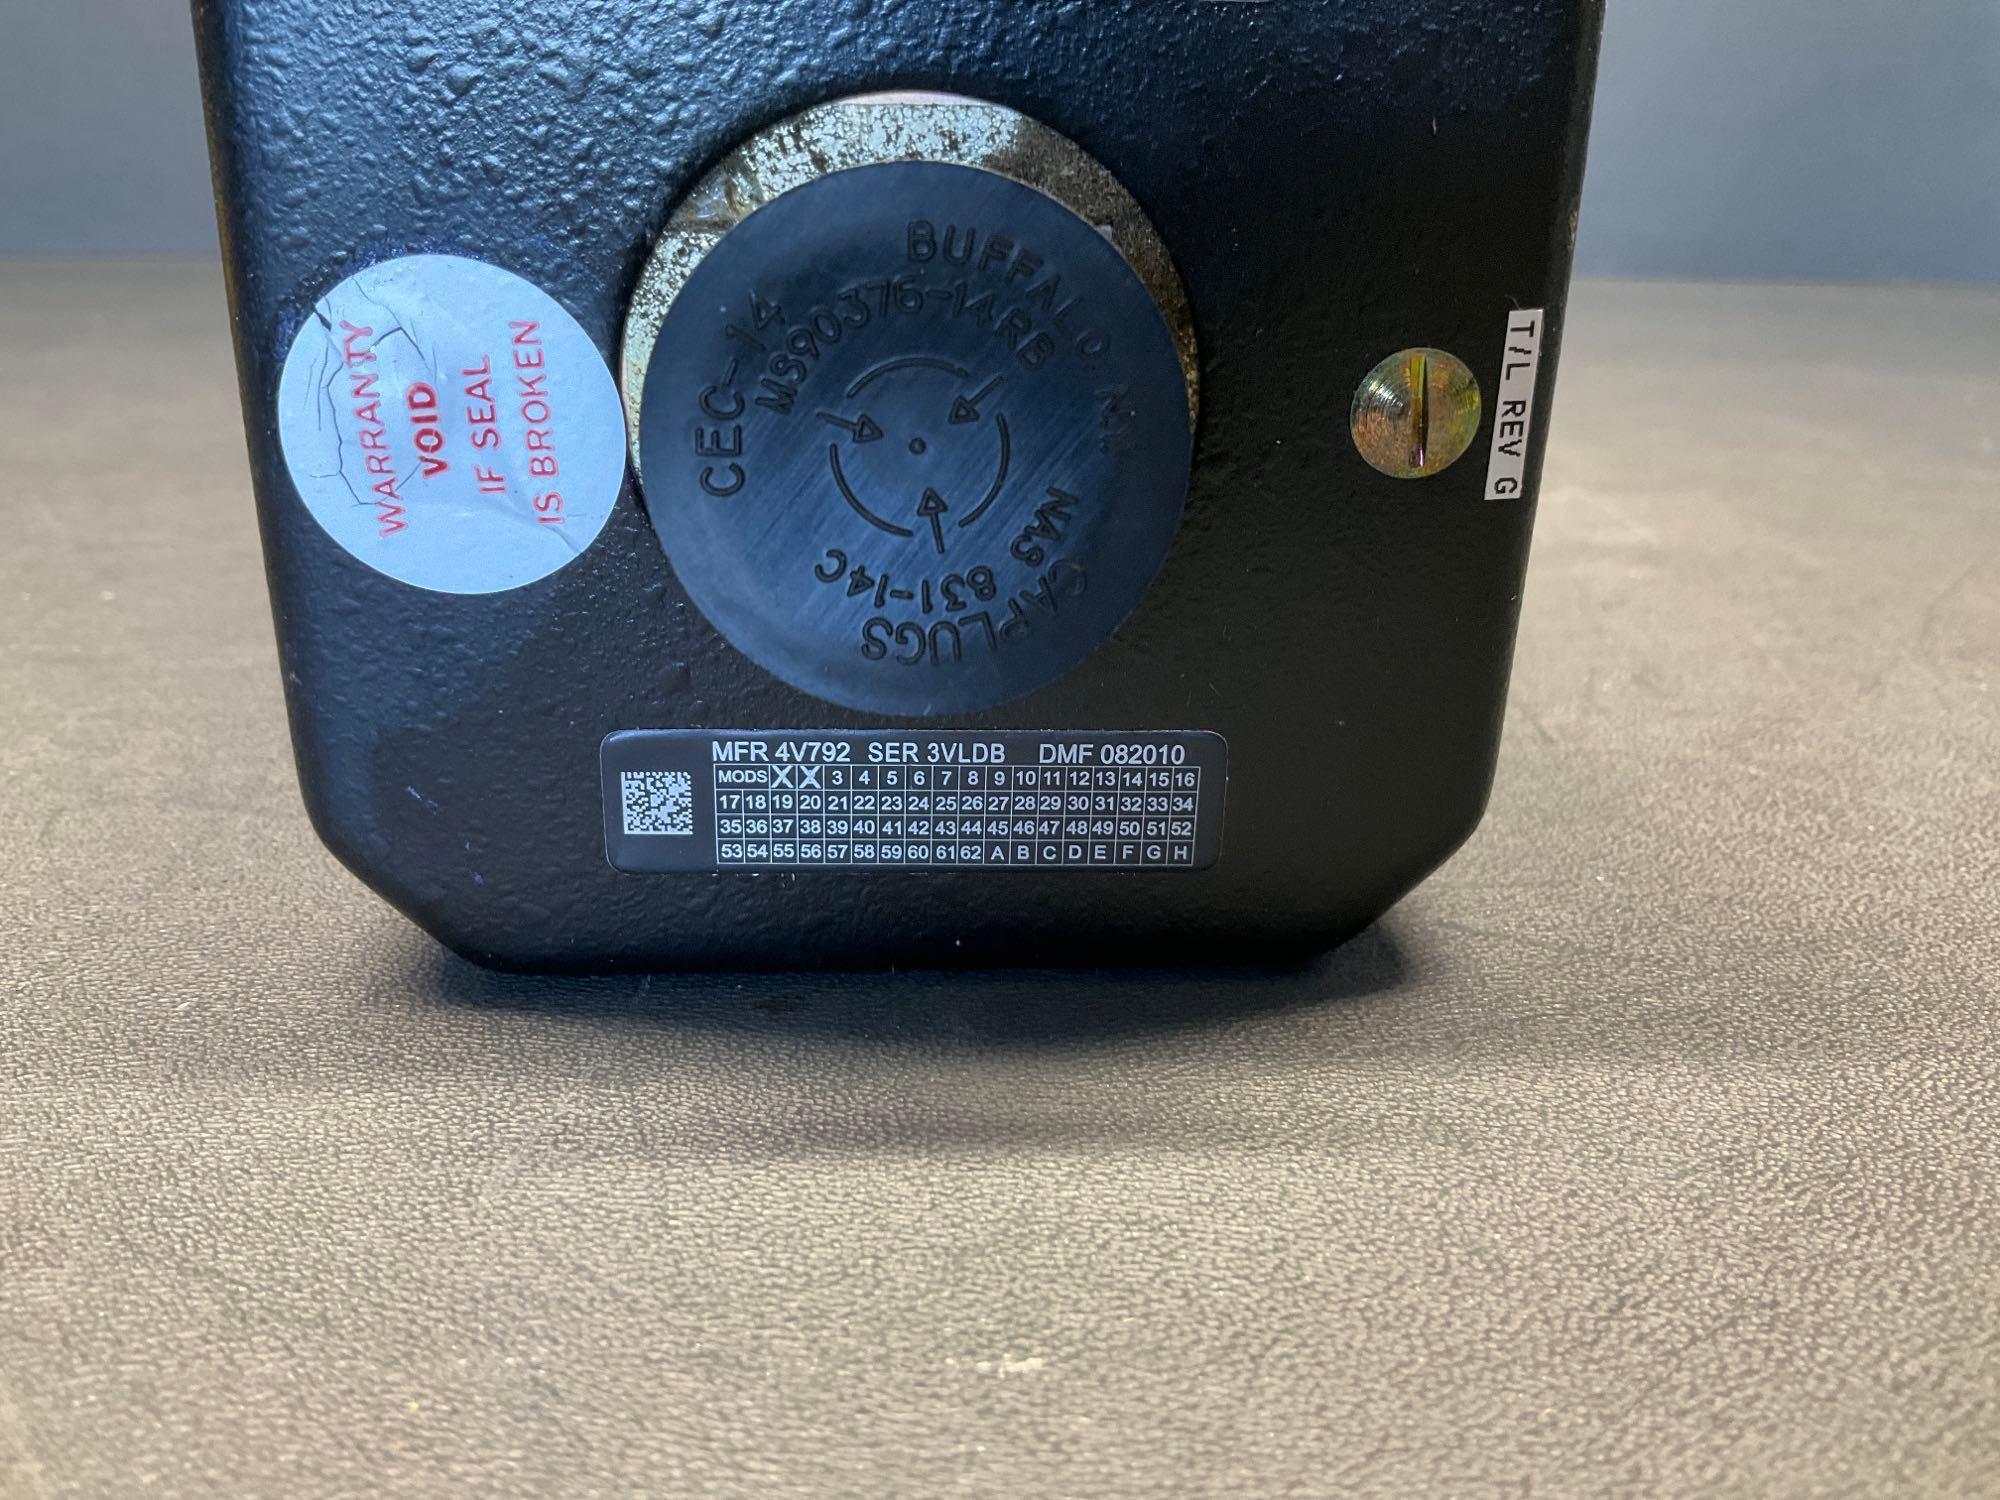 WARRANTY
VOID
IF SEAL
IS BROKEN
BUFFALO, N.Y.
CEC-14
MS90376-14RB
NAS 831-14C
CAPLUGS
T/L REV G
MFR 4V792 SER 3VLDB DMF 082010
MODS X X 3 4 5 6 7 8 9 10 11 12 13 14 15 16
17 18 19 20 21 22 23 24 25 26 27 28 29 30 31 32 33 34
35 36 37 38 39 40 41 42 43 44 45 46 47 48 49 50 51 52
53 54 55 56 57 58 59 60 61 62 A B C D E F G H